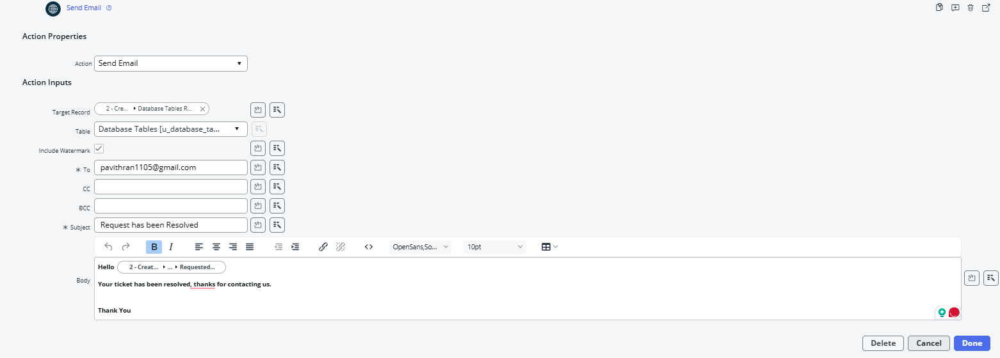 Send Email
Action Properties
Action Send Email
Action Inputs
Target Record 2 - Cre... Database Tables R...
Table Database Tables [u_database_ta...
Include Watermark
* To pavithran1105@gmail.com
CC
BCC
* Subject Request has been Resolved
B I OpenSans,So... 10pt
Hello 2 - Creat... ... Requested...
Body
Your ticket has been resolved, thanks for contacting us.
Thank You
Delete Cancel Done